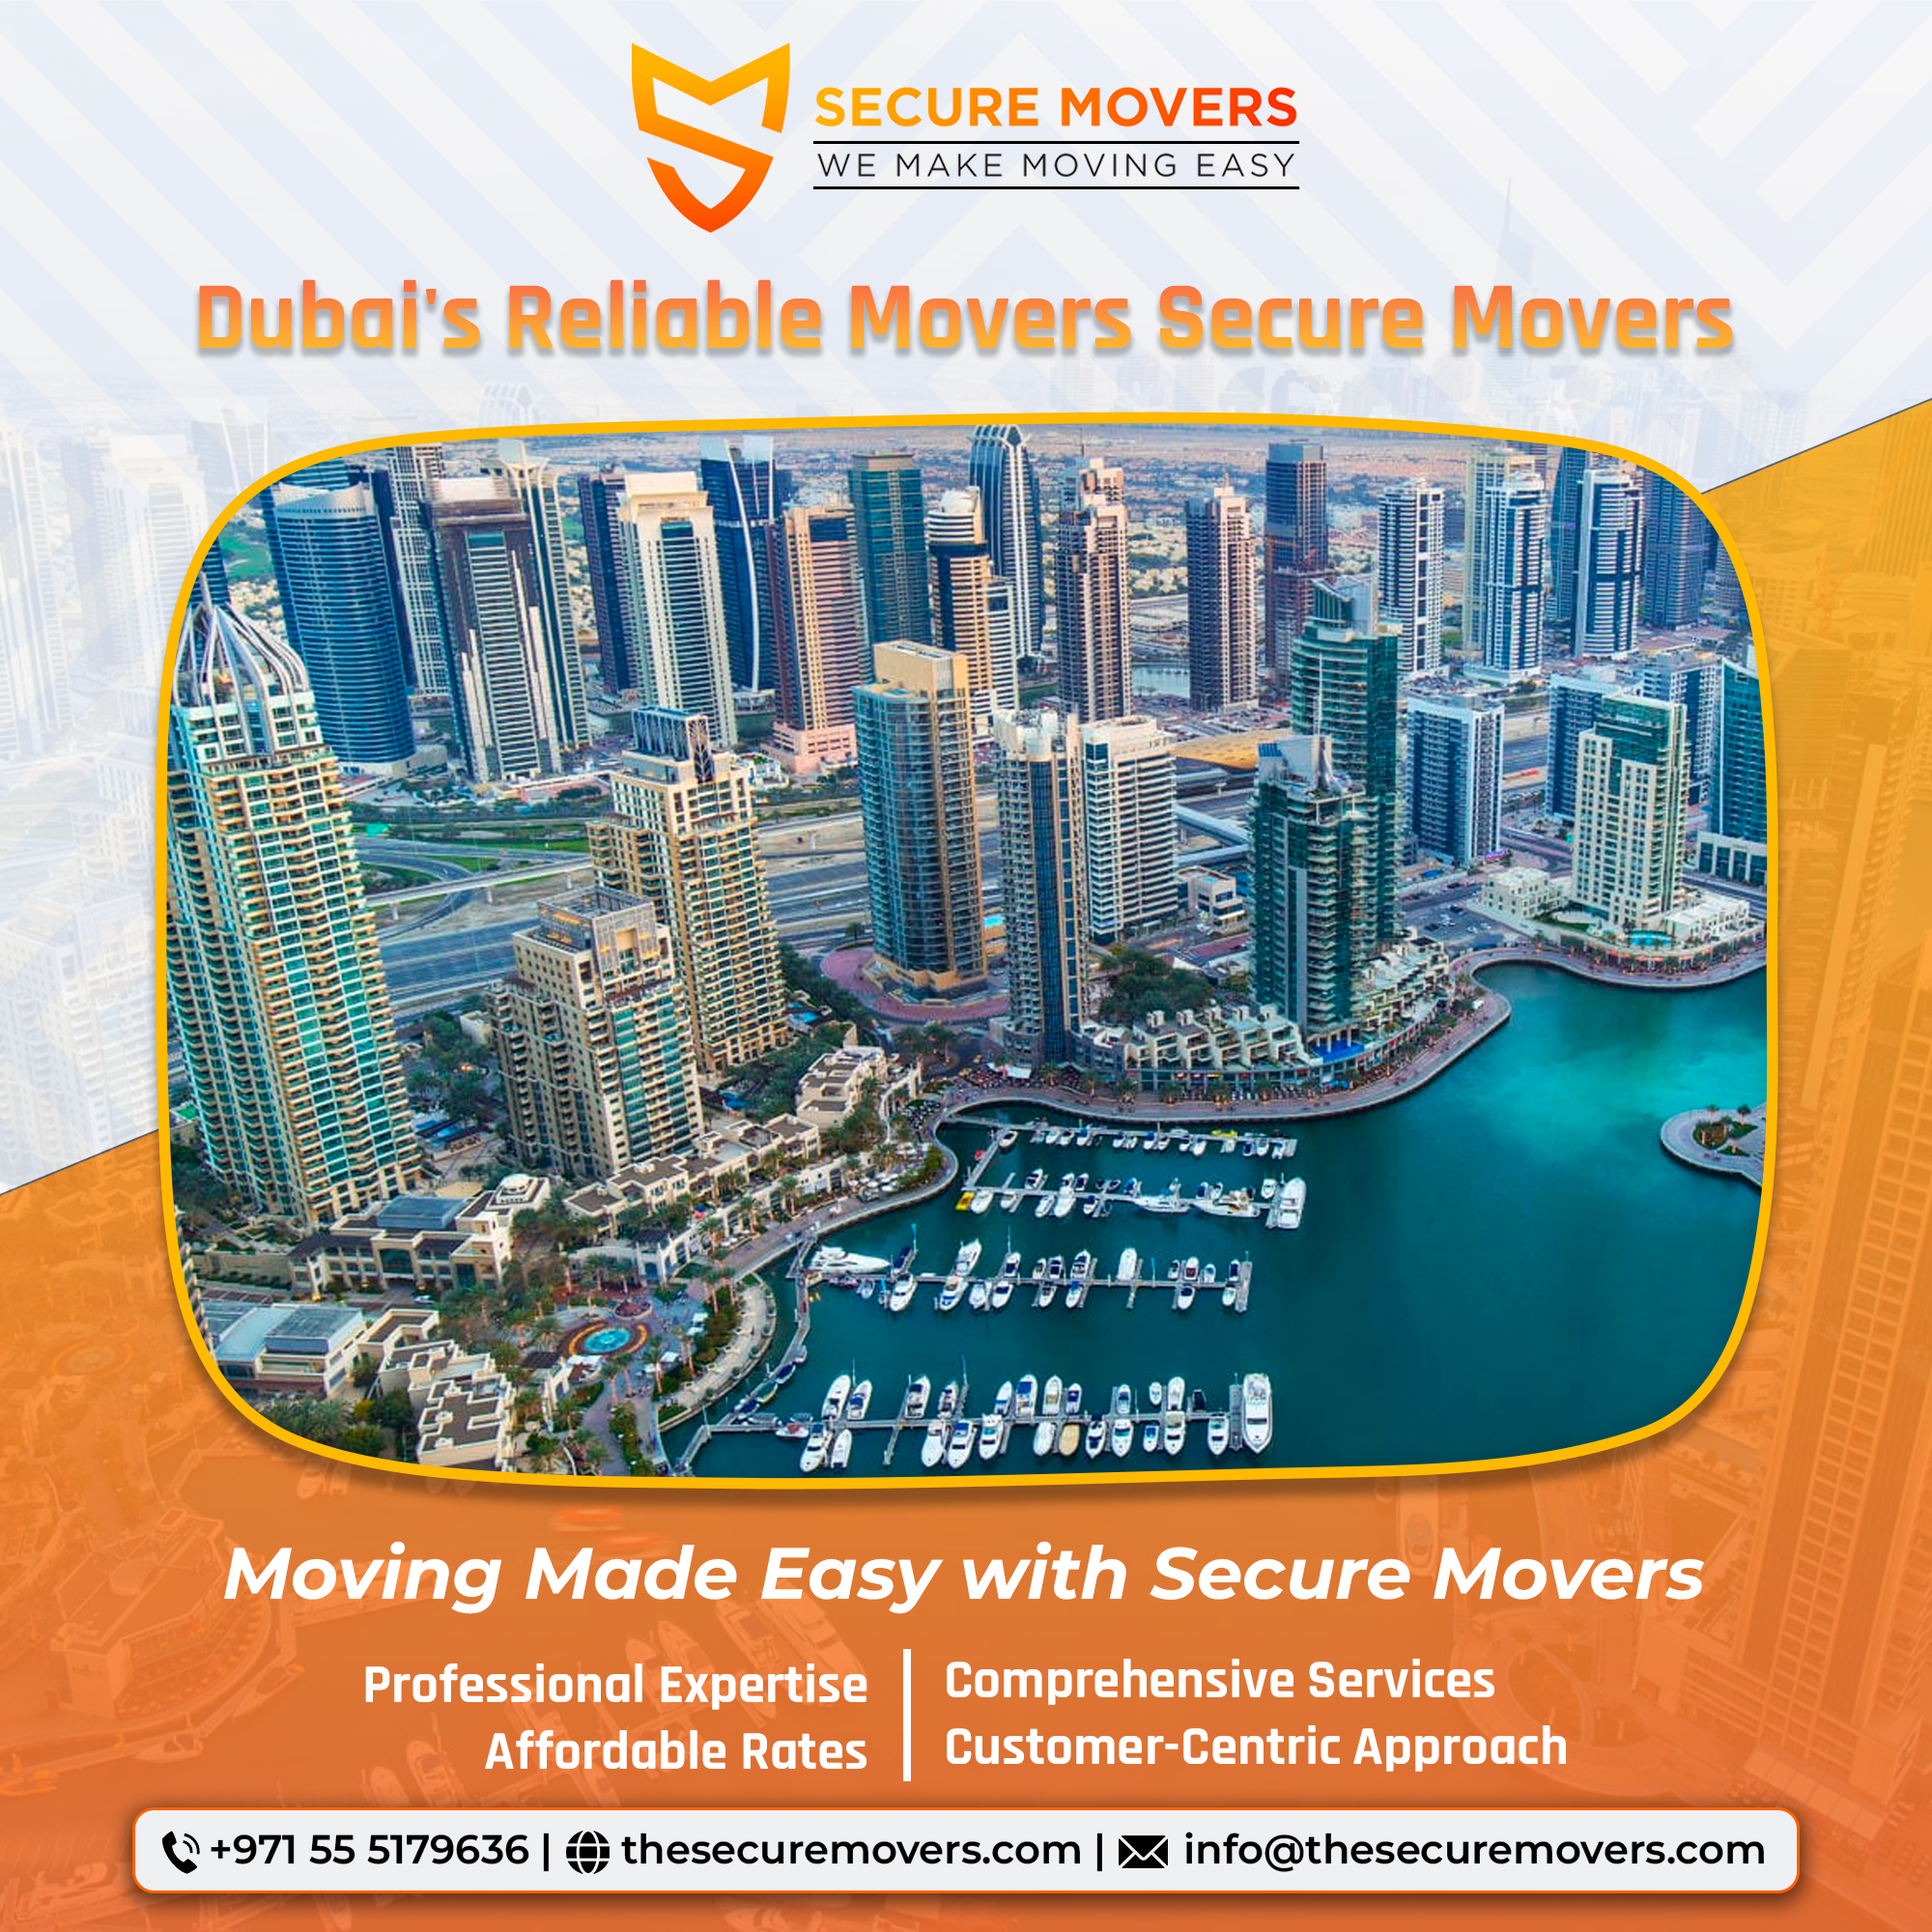 SECURE MOVERS
WE MAKE MOVING EASY
Dubai's Reliable Movers Secure Movers
Moving Made Easy with Secure Movers
Professional Expertise
Affordable Rates
Comprehensive Services
Customer-Centric Approach
+971 55 5179636 | thesecuremovers.com | info@thesecuremovers.com